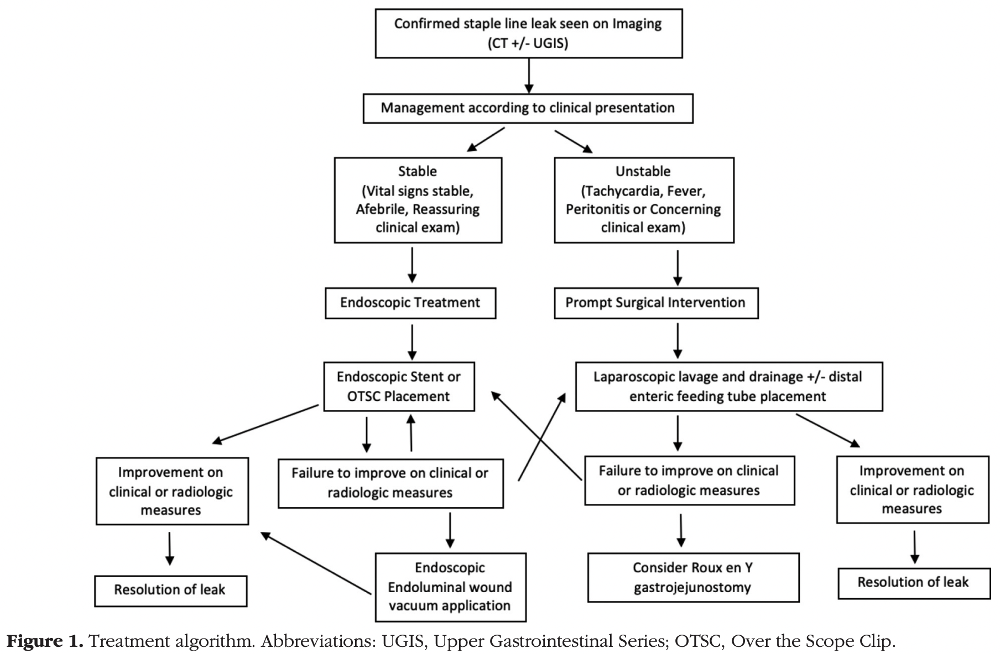 Confirmed staple line leak seen on Imaging
(CT +/- UGIS)
Management according to clinical presentation
Stable
(Vital signs stable,
Afebrile, Reassuring
clinical exam)
Unstable
(Tachycardia, Fever,
Peritonitis or Concerning
clinical exam)
Endoscopic Treatment
Prompt Surgical Intervention
Endoscopic Stent or
OTSC Placement
Laparoscopic lavage and drainage +/- distal
enteric feeding tube placement
Improvement on
clinical or radiologic
measures
Failure to improve on clinical or
radiologic measures
Failure to improve on clinical
or radiologic measures
Improvement on
clinical or radiologic
measures
Resolution of leak
Endoscopic
Endoluminal wound
vacuum application
Consider Roux en Y
gastrojejunostomy
Resolution of leak
Figure 1. Treatment algorithm. Abbreviations: UGIS, Upper Gastrointestinal Series; OTSC, Over the Scope Clip.